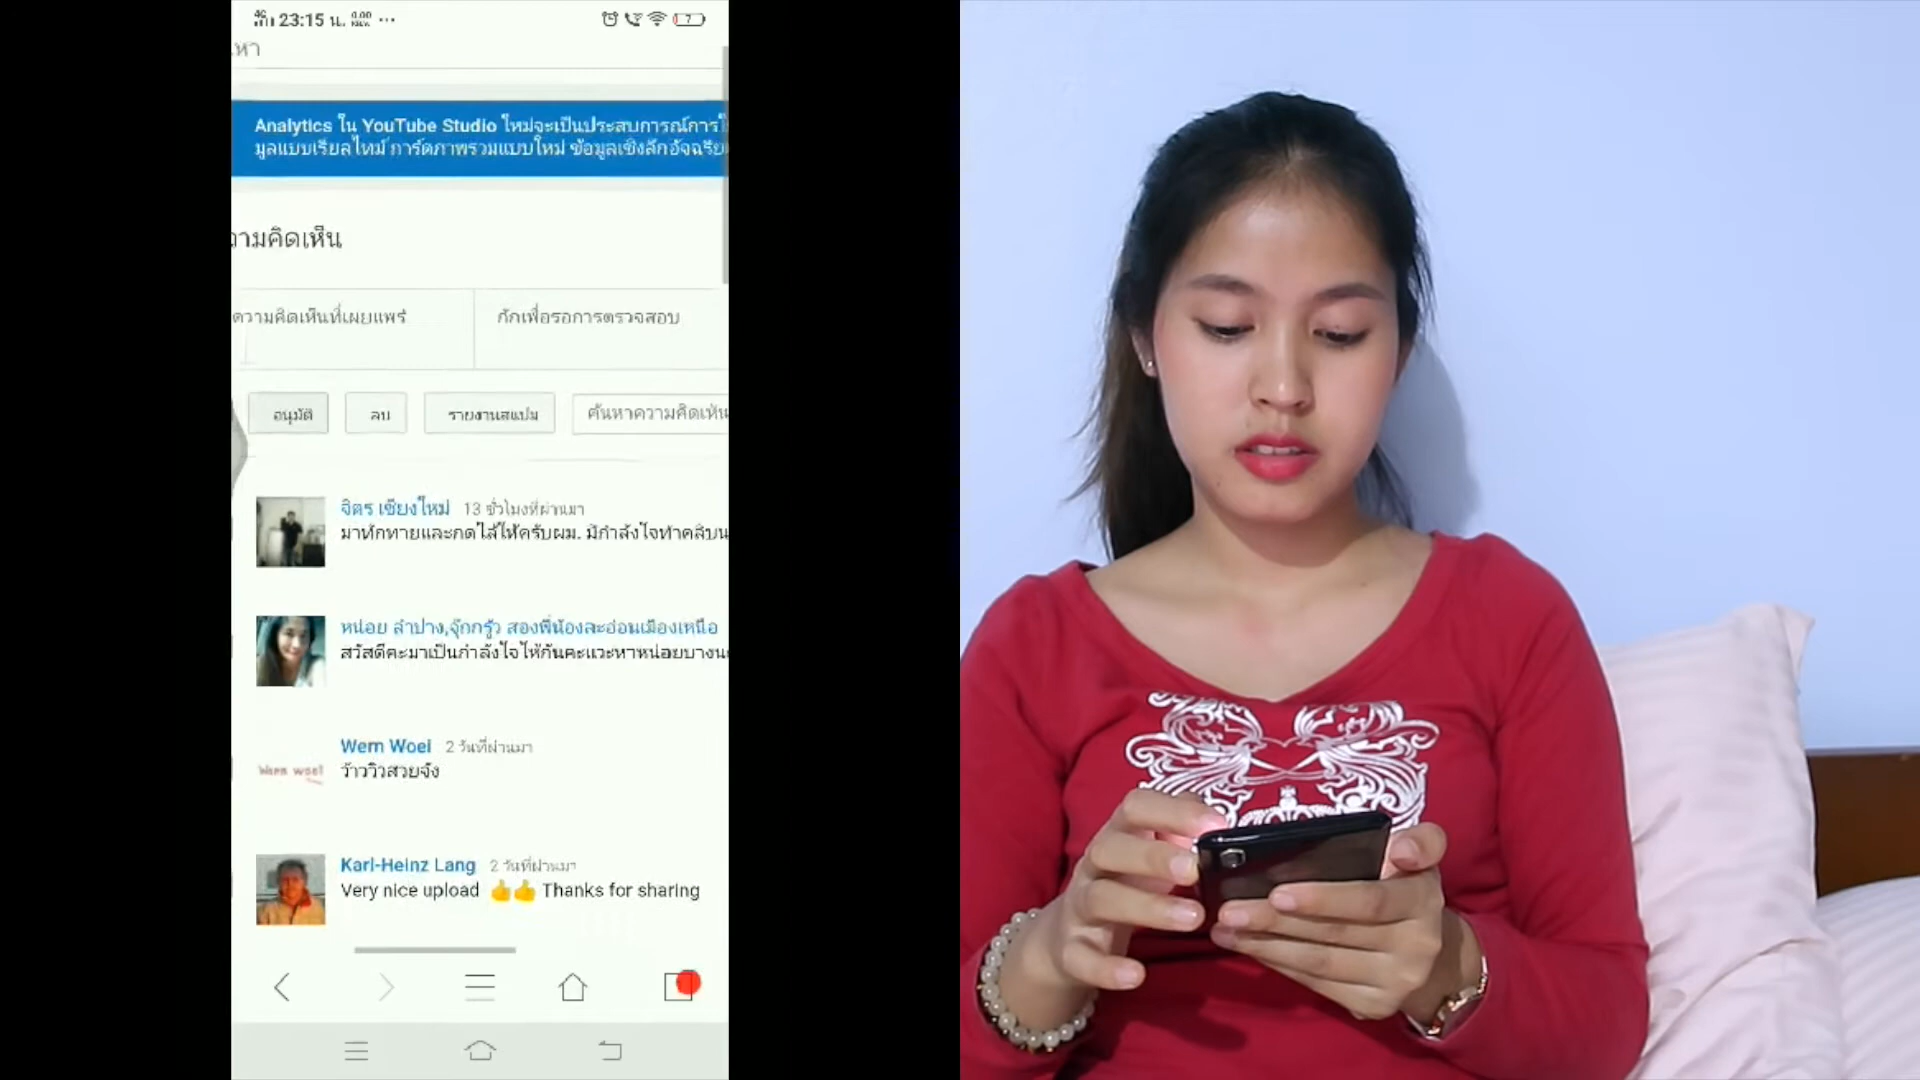 4G 23:15 น. 0.00 ...
7
หา
Analytics ใน YouTube Studio ใหม่จะเป็นประสบการณ์การใ
มูลแบบเรียลไทม์ การ์ดภาพรวมแบบใหม่ ข้อมูลเชิงลึกอัจฉริย
วามคิดเห็น
ความคิดเห็นที่เผยแพร่
กักเพื่อรอการตรวจสอบ
อนุมัติ
ลบ
รายงานสแปม
ค้นหาความคิดเห็น
จิตร เชียงใหม่ 13 ชั่วโมงที่ผ่านมา
มาทักทายและกดไล้ให้ครับผม. มีกำลังใจทำคลิบน
หน่อย ลำปาง,จุ๊กกรู้ว สองพี่น้องละอ่อนเมืองเหนือ
สวัสดีคะมาเป็นกำลังใจให้กันคะแวะหาหน่อยบางน
Wern Woei 2 วันที่ผ่านมา
Wern woei
ว้าววิวสวยจัง
Karl-Heinz Lang 2 วันที่ผ่านมา
Very nice upload 👍👍 Thanks for sharing